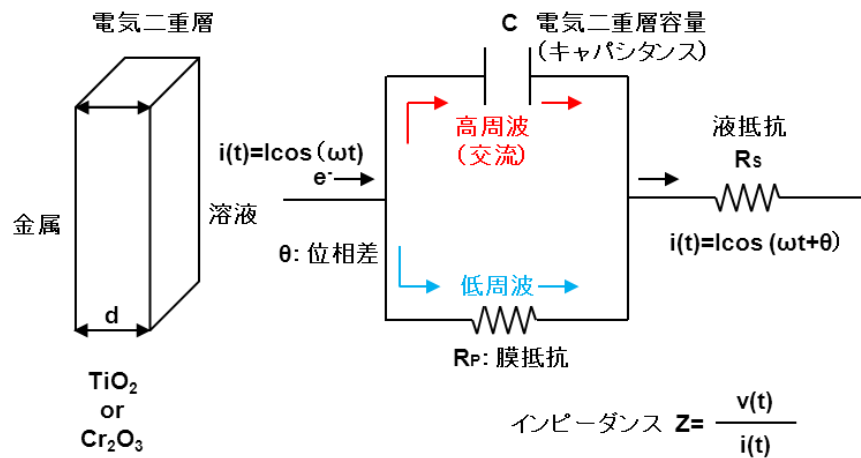 電気二重層
C 電気二重層容量
(キャパシタンス)
高周波
(交流)
液抵抗
RS
i(t)=Icos(ωt)
e-
金属
溶液
θ: 位相差
i(t)=Icos (ωt+θ)
低周波
d
RP: 膜抵抗
TiO2
or
Cr2O3
インピーダンス Z= v(t)
i(t)